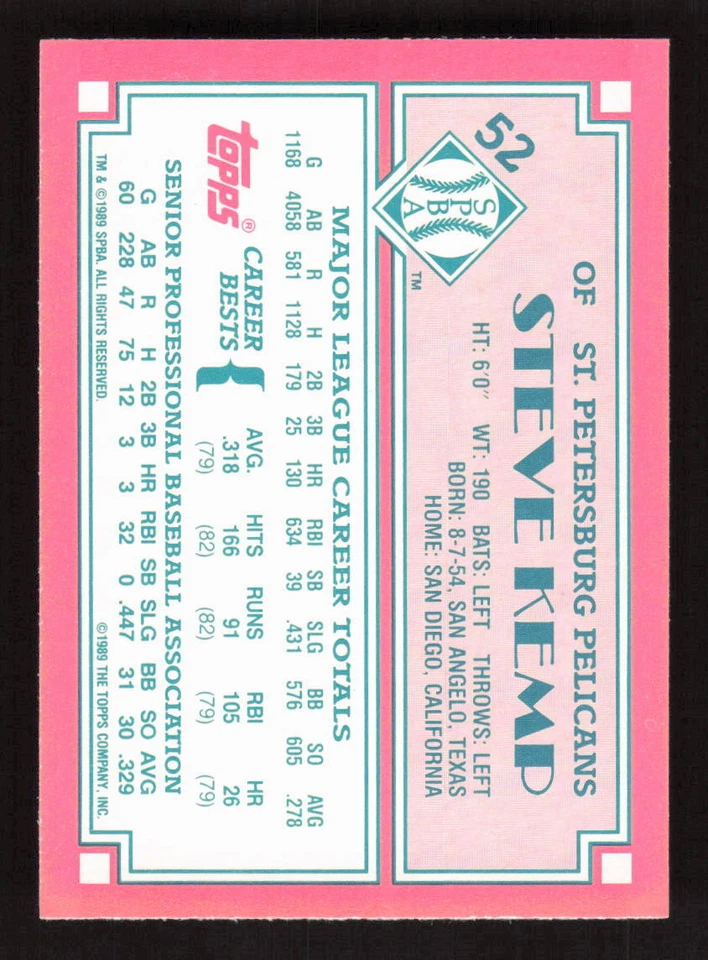 52
OF ST. PETERSBURG PELICANS
STEVE KEMP
HT: 6'0" WT: 190 BATS: LEFT THROWS: LEFT
BORN: 8-7-54, SAN ANGELO, TEXAS
HOME: SAN DIEGO, CALIFORNIA
SPBA
TM
MAJOR LEAGUE CAREER TOTALS
G AB R H 2B 3B HR RBI SB SLG BB SO AVG
1168 4058 581 1128 179 25 130 634 39 .431 576 605 .278
TOPPS® CAREER BESTS
AVG. HITS RUNS RBI HR
.318 166 91 105 26
(79) (82) (82) (79) (79)
SENIOR PROFESSIONAL BASEBALL ASSOCIATION
G AB R H 2B 3B HR RBI SB SLG BB SO AVG
60 228 47 75 12 3 3 32 0 .447 31 30 .329
TM & ©1989 SPBA. ALL RIGHTS RESERVED. ©1989 THE TOPPS COMPANY, INC.